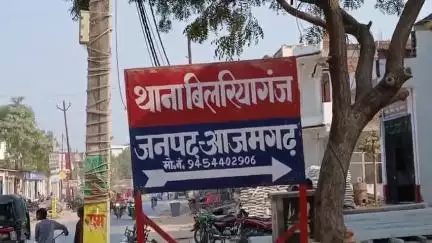 थाना बिलरियागंज
जनपद-आजमगढ़
मो.नं. 9454402906